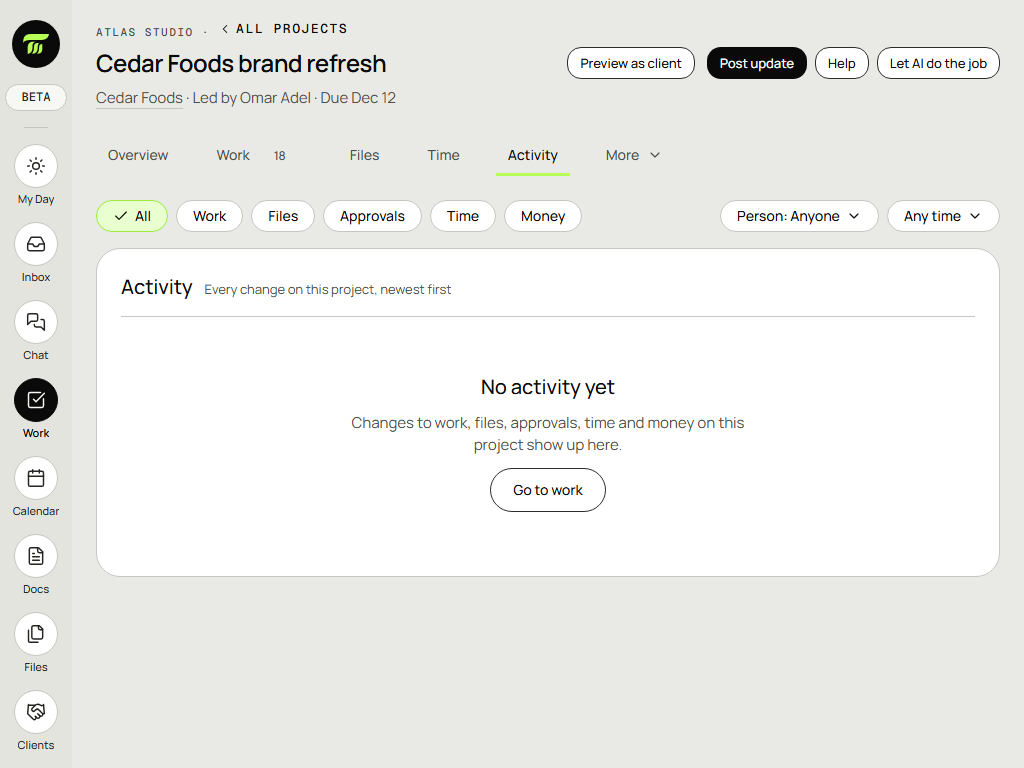 ATLAS STUDIO · ALL PROJECTS
Cedar Foods brand refresh
Cedar Foods · Led by Omar Adel · Due Dec 12
Preview as client
Post update
Help
Let AI do the job
BETA
My Day
Inbox
Chat
Work
Calendar
Docs
Files
Clients
Overview
Work 18
Files
Time
Activity
More
All
Work
Files
Approvals
Time
Money
Person: Anyone
Any time
Activity Every change on this project, newest first
No activity yet
Changes to work, files, approvals, time and money on this
project show up here.
Go to work